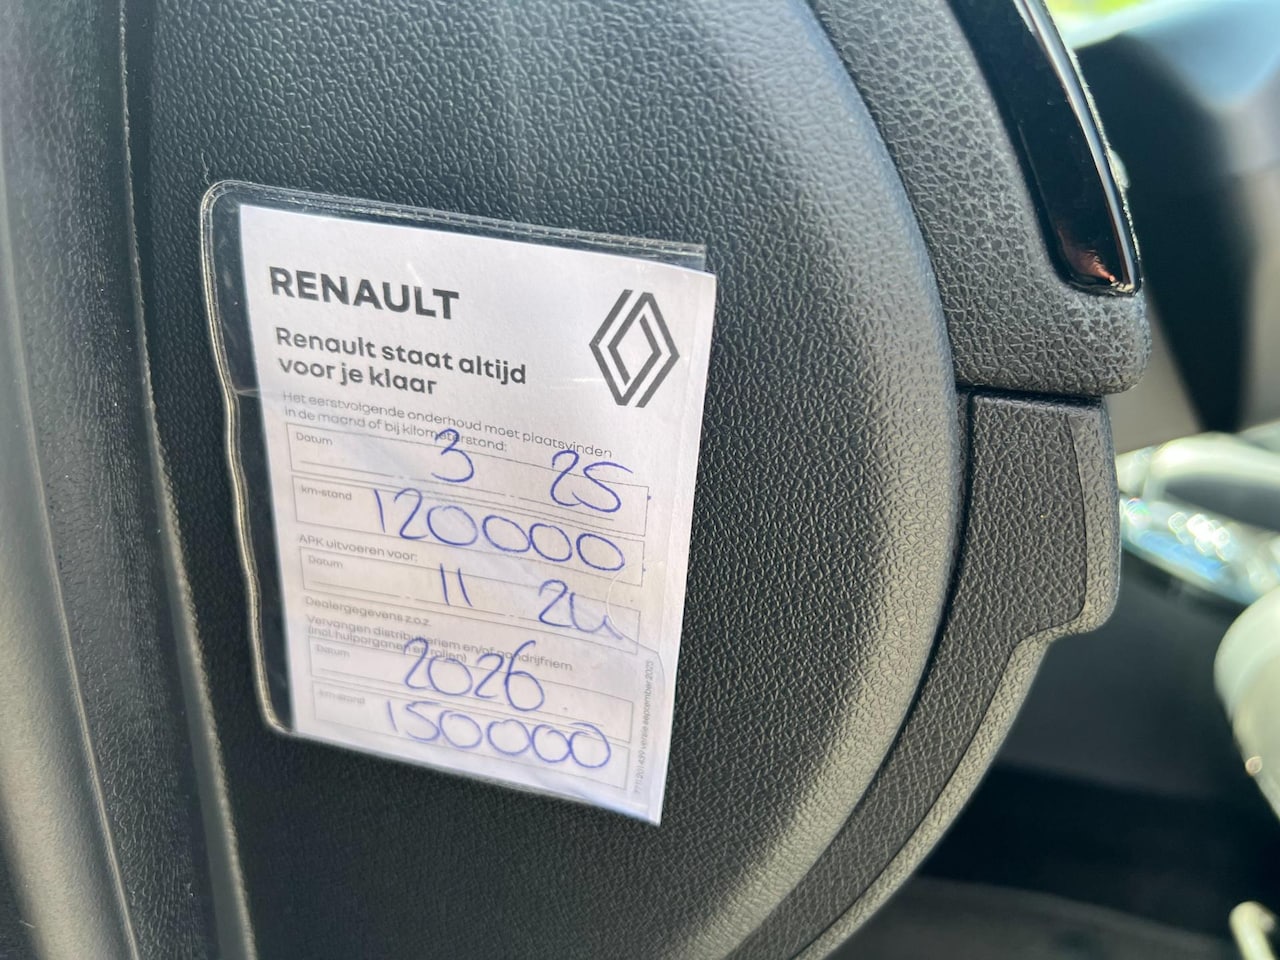 RENAULT
Renault staat altijd
voor je klaar
Het eerstvolgende onderhoud moet plaatsvinden
in de maand of bij kilometerstand:
Datum 3 25
km-stand 120000
APK uitvoeren voor:
Datum 11 24
Dealergegevens z.o.z.
Vervangen distributieriem en/of aandrijfriem
(incl. hulporganen en rollen)
Datum 2026
km-stand 150000